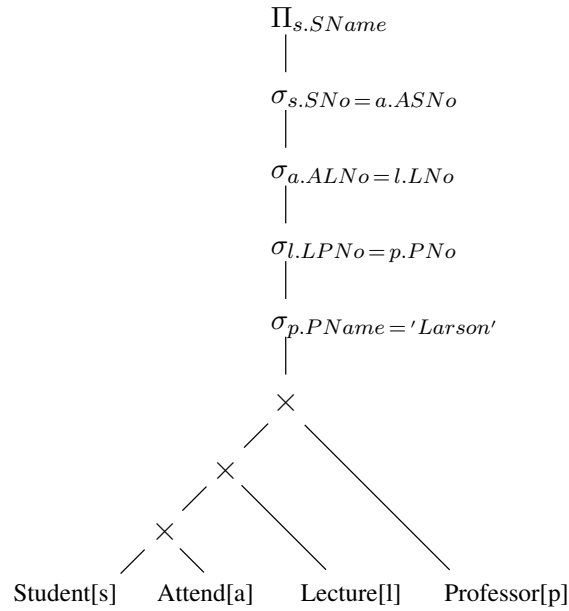 Π_{s.SName}
σ_{s.SNo=a.ASNo}
σ_{a.ALNo=l.LNo}
σ_{l.LPNo=p.PNo}
σ_{p.PName='Larson'}
×
×
×
Student[s] Attend[a] Lecture[l] Professor[p]